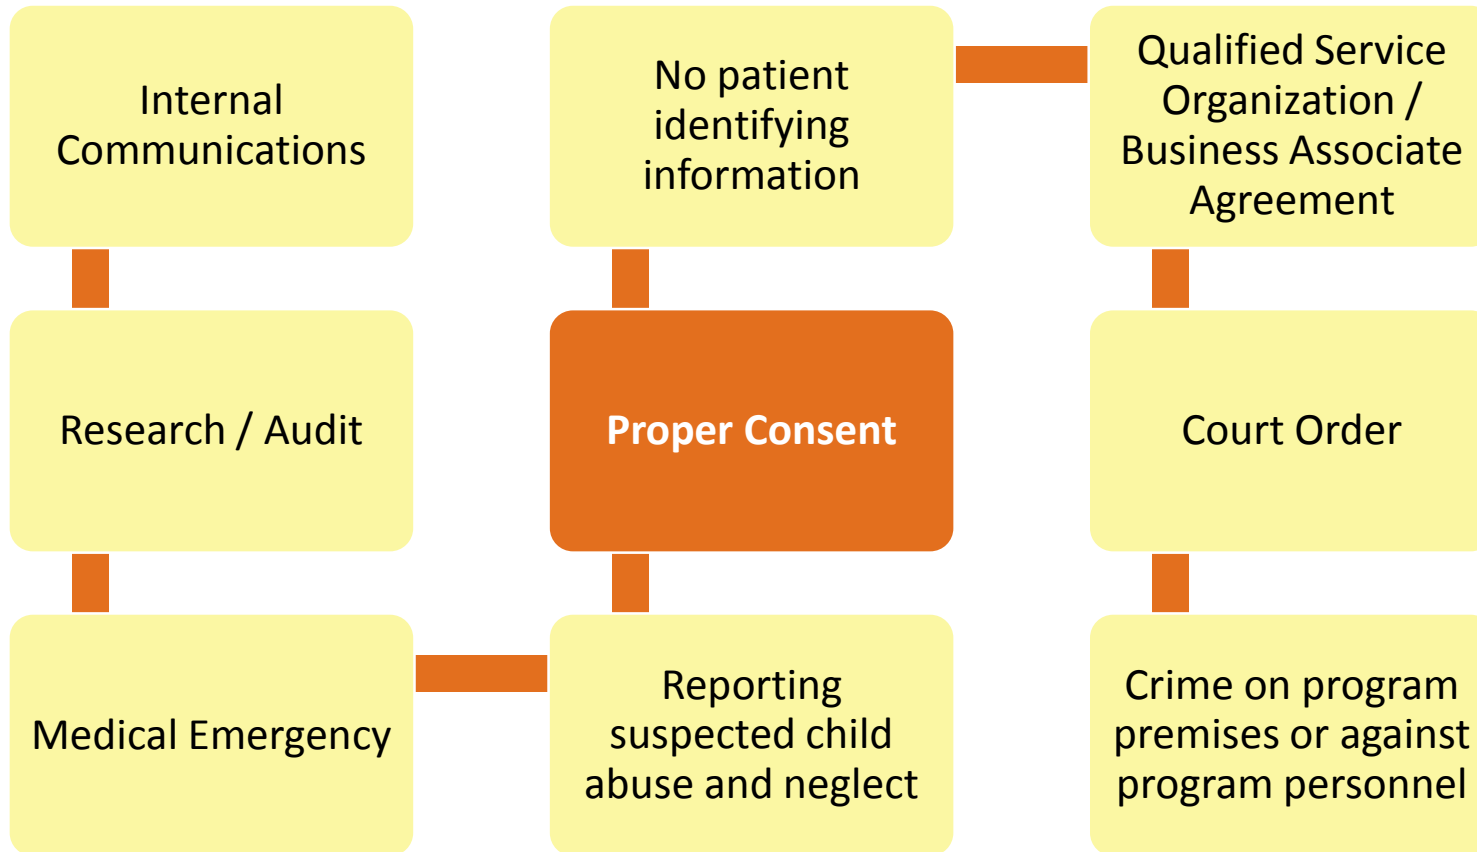 Internal
Communications
Research / Audit
Medical Emergency
Reporting
suspected child
abuse and neglect
Proper Consent
No patient
identifying
information
Qualified Service
Organization /
Business Associate
Agreement
Court Order
Crime on program
premises or against
program personnel